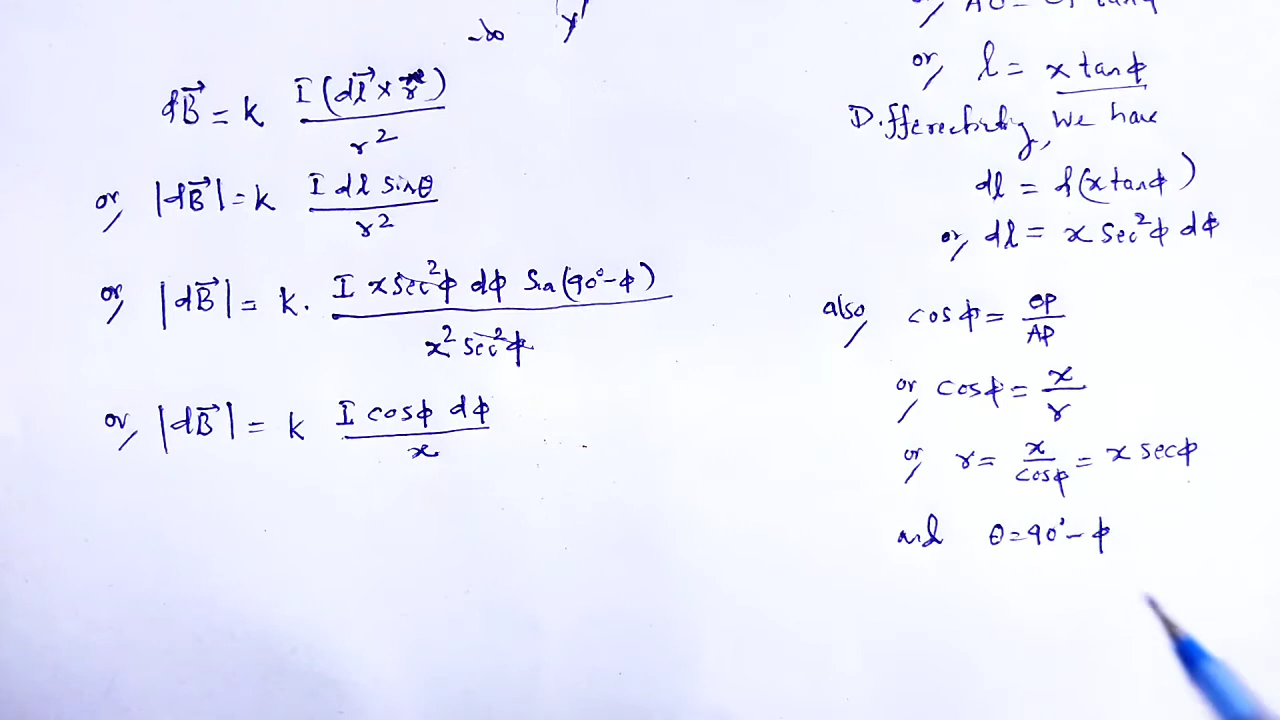 -∞ y'
dB⃗ = k I (dl⃗ × r⃗) / r²
or, |dB⃗| = k I dl sinθ / r²
or, |dB⃗| = k. I x sec²φ dφ Sin(90°-φ) / x² sec²φ
or, |dB⃗| = k I cosφ dφ / x
or, l = x tanφ
Differentiating, we have
dl = d(x tanφ)
or, dl = x sec²φ dφ
also, cosφ = OP / AP
or, cosφ = x / r
or, r = x / cosφ = x secφ
and θ = 90° - φ